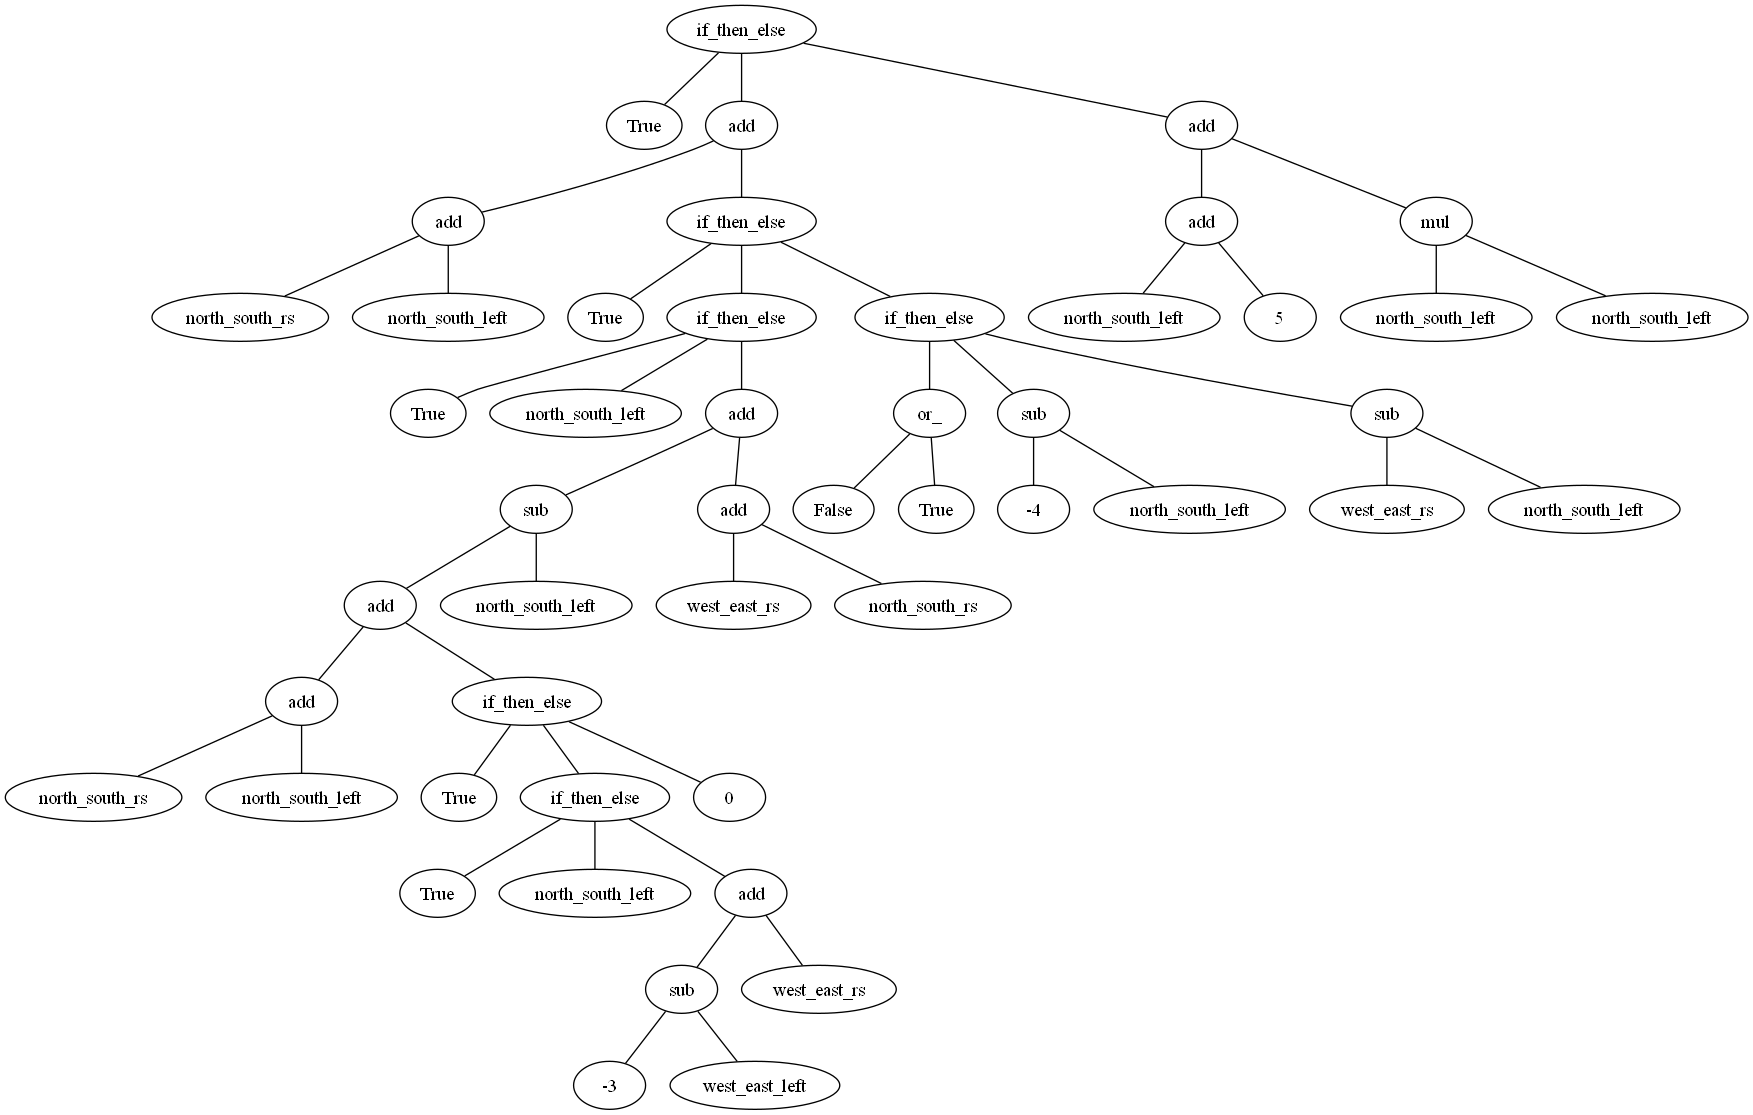 if_then_else
True
add
add
add
if_then_else
add
mul
north_south_rs
north_south_left
True
if_then_else
if_then_else
north_south_left
5
north_south_left
north_south_left
True
north_south_left
add
or_
sub
sub
sub
add
False
True
-4
north_south_left
west_east_rs
north_south_left
add
north_south_left
west_east_rs
north_south_rs
add
if_then_else
north_south_rs
north_south_left
True
if_then_else
0
True
north_south_left
add
sub
west_east_rs
-3
west_east_left